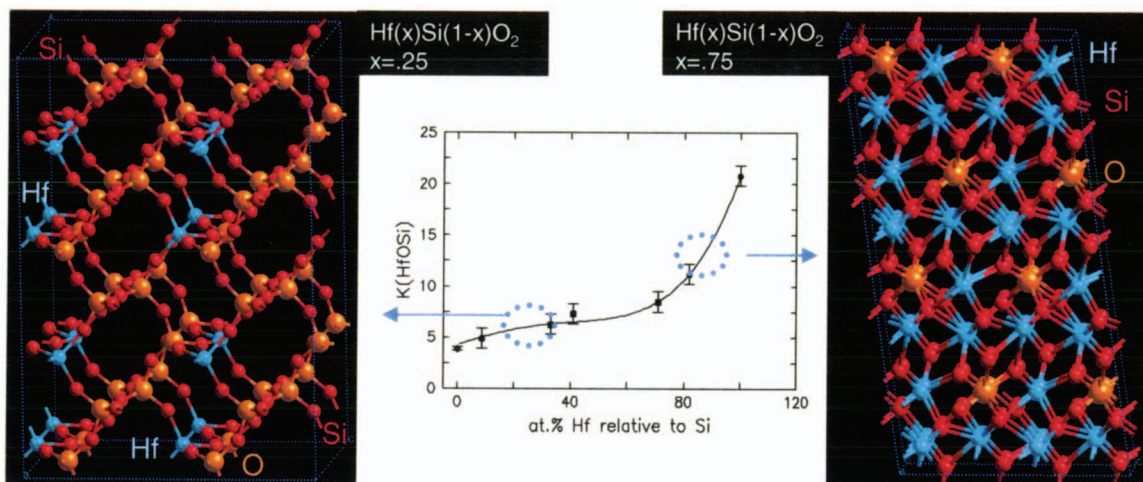 Hf(x)Si(1-x)O2
x=.25
Hf(x)Si(1-x)O2
x=.75
Si
Hf
Hf
Si
O
Hf
Si
O
25
20
15
10
5
0
K(HfOSi)
0
40
80
120
at.% Hf relative to Si